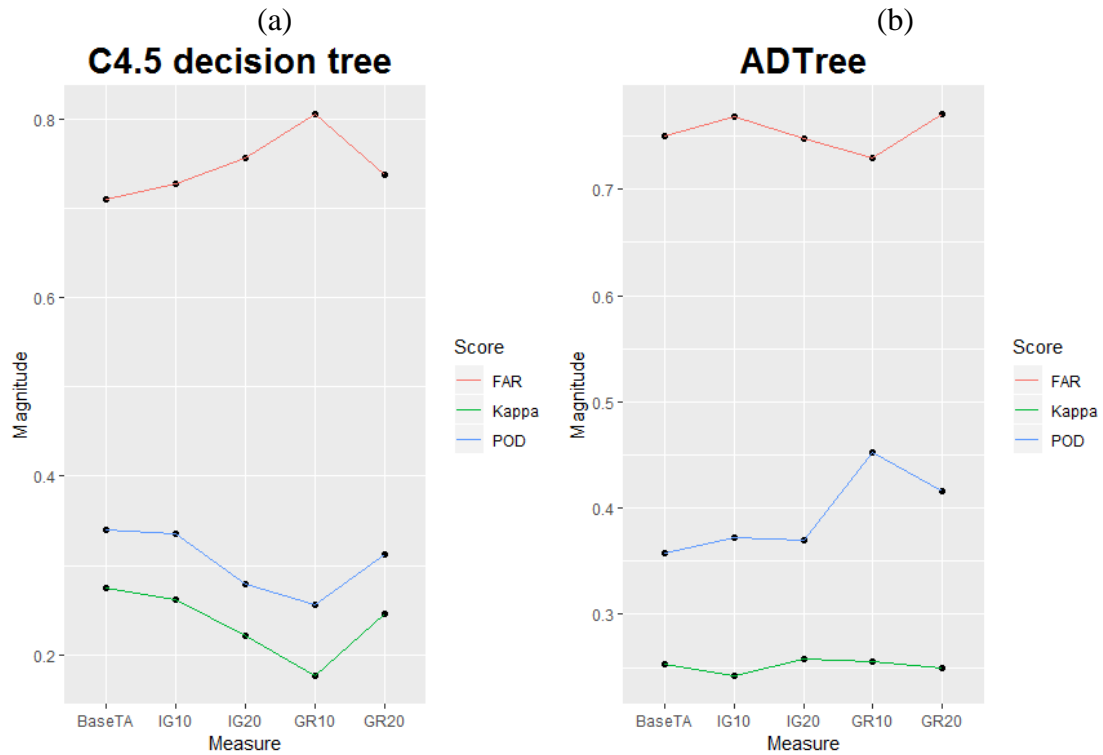 (a)
C4.5 decision tree
0.8
0.6
0.4
0.2
Magnitude
BaseTA IG10 IG20 GR10 GR20
Measure
Score
FAR
Kappa
POD
(b)
ADTree
0.7
0.6
0.5
0.4
0.3
Magnitude
BaseTA IG10 IG20 GR10 GR20
Measure
Score
FAR
Kappa
POD